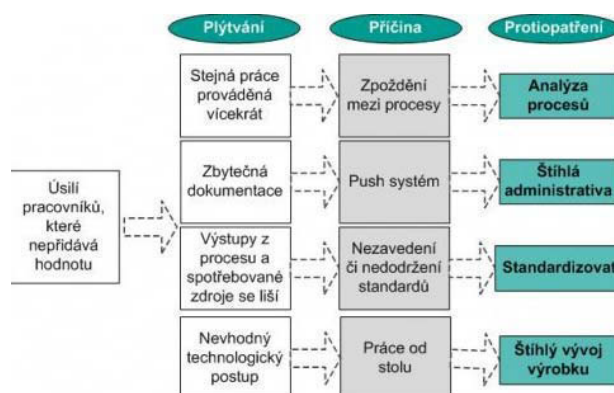 Plýtvání
Příčina
Protiopatření
Stejná práce
prováděná
vícekrát
Zpoždění
mezi procesy
Analýza
procesů
Zbytečná
dokumentace
Push systém
Štíhlá
administrativa
Úsilí
pracovníků,
které
nepřidává
hodnotu
Výstupy z
procesu a
spotřebované
zdroje se liší
Nezavedení
či nedodržení
standardů
Standardizovat
Nevhodný
technologický
postup
Práce od
stolu
Štíhlý vývoj
výrobku